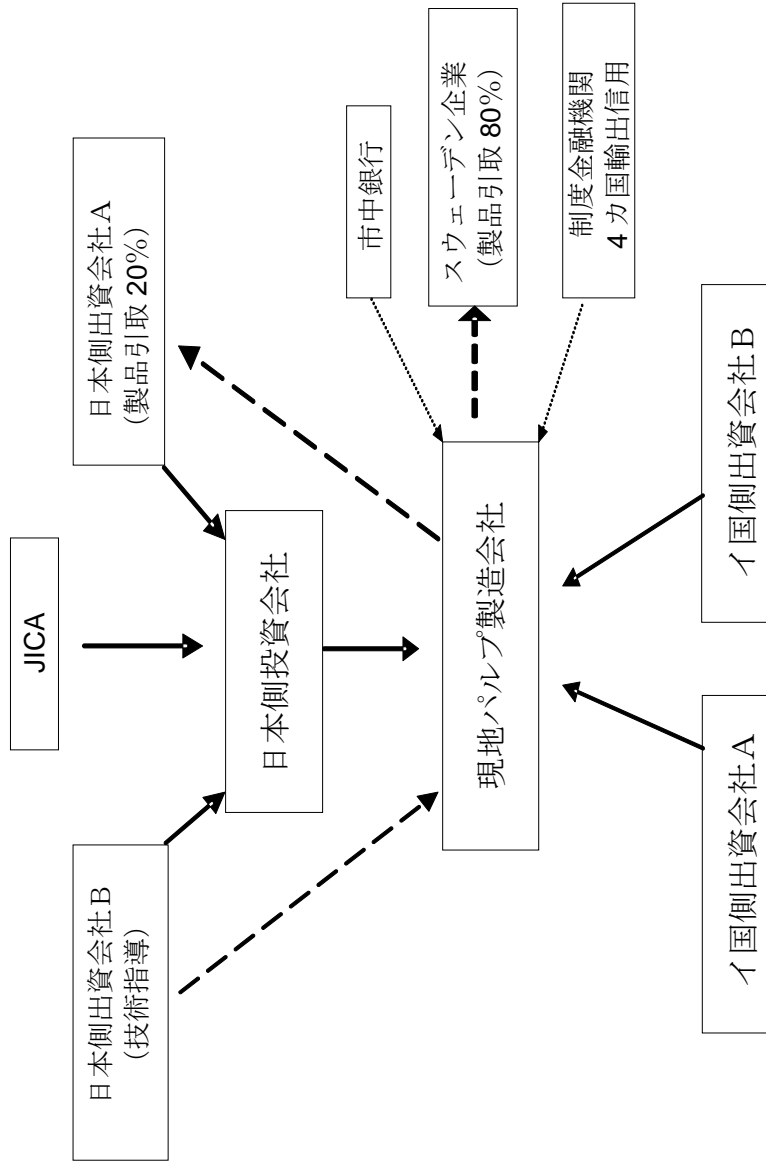 JICA
日本側出資会社B
(技術指導)
日本側出資会社A
(製品引取 20%)
日本側投資会社
市中銀行
現地パルプ製造会社
スウェーデン企業
(製品引取 80%)
制度金融機関
4 カ国輸出信用
イ国側出資会社A
イ国側出資会社B